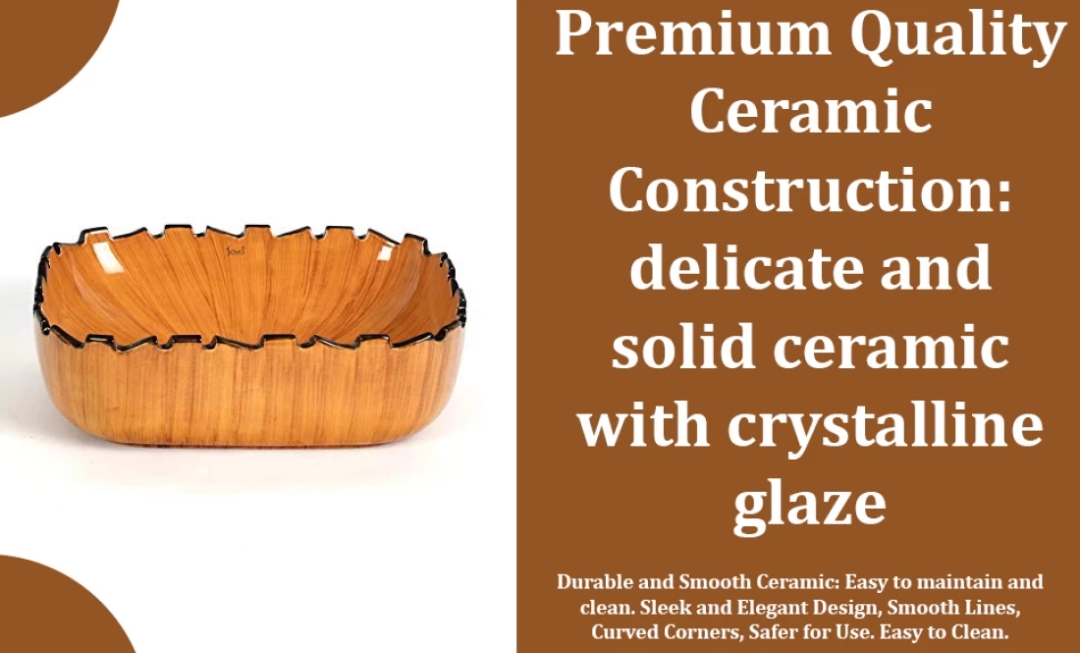 Premium Quality
Ceramic
Construction:
delicate and
solid ceramic
with crystalline
glaze
Durable and Smooth Ceramic: Easy to maintain and
clean. Sleek and Elegant Design, Smooth Lines,
Curved Corners, Safer for Use. Easy to Clean.